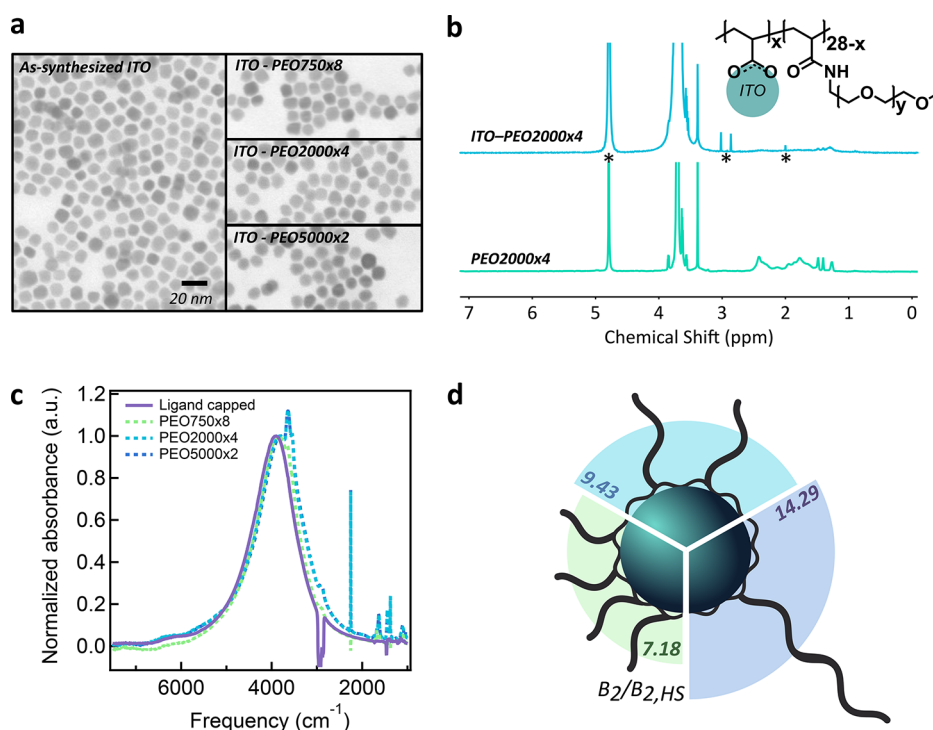 a
As-synthesized ITO
20 nm
ITO - PEO750x8
ITO - PEO2000x4
ITO - PEO5000x2
b
x
28-x
O
O
O
NH
O
y
O
ITO
ITO–PEO2000x4
*
*
*
PEO2000x4
7
6
5
4
3
2
1
0
Chemical Shift (ppm)
c
Normalized absorbance (a.u.)
1.2
1.0
0.8
0.6
0.4
0.2
0.0
Ligand capped
PEO750x8
PEO2000x4
PEO5000x2
6000
4000
2000
Frequency (cm⁻¹)
d
9.43
14.29
7.18
B₂/B₂,HS